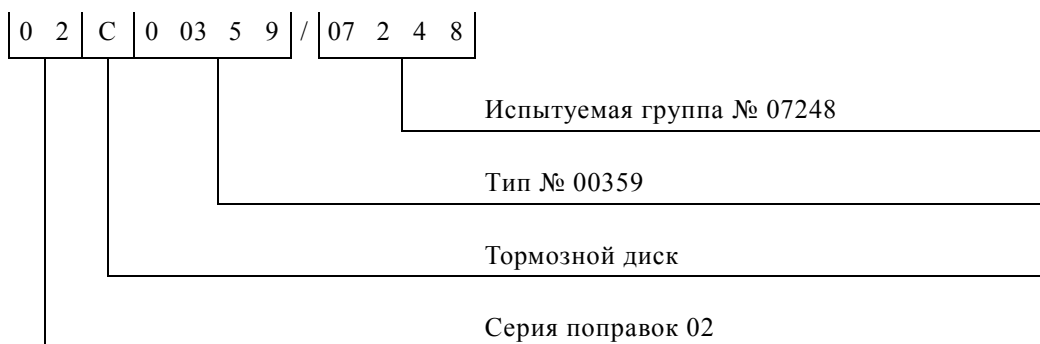 0 2 C 0 03 5 9 / 07 2 4 8
Испытуемая группа № 07248
Тип № 00359
Тормозной диск
Серия поправок 02